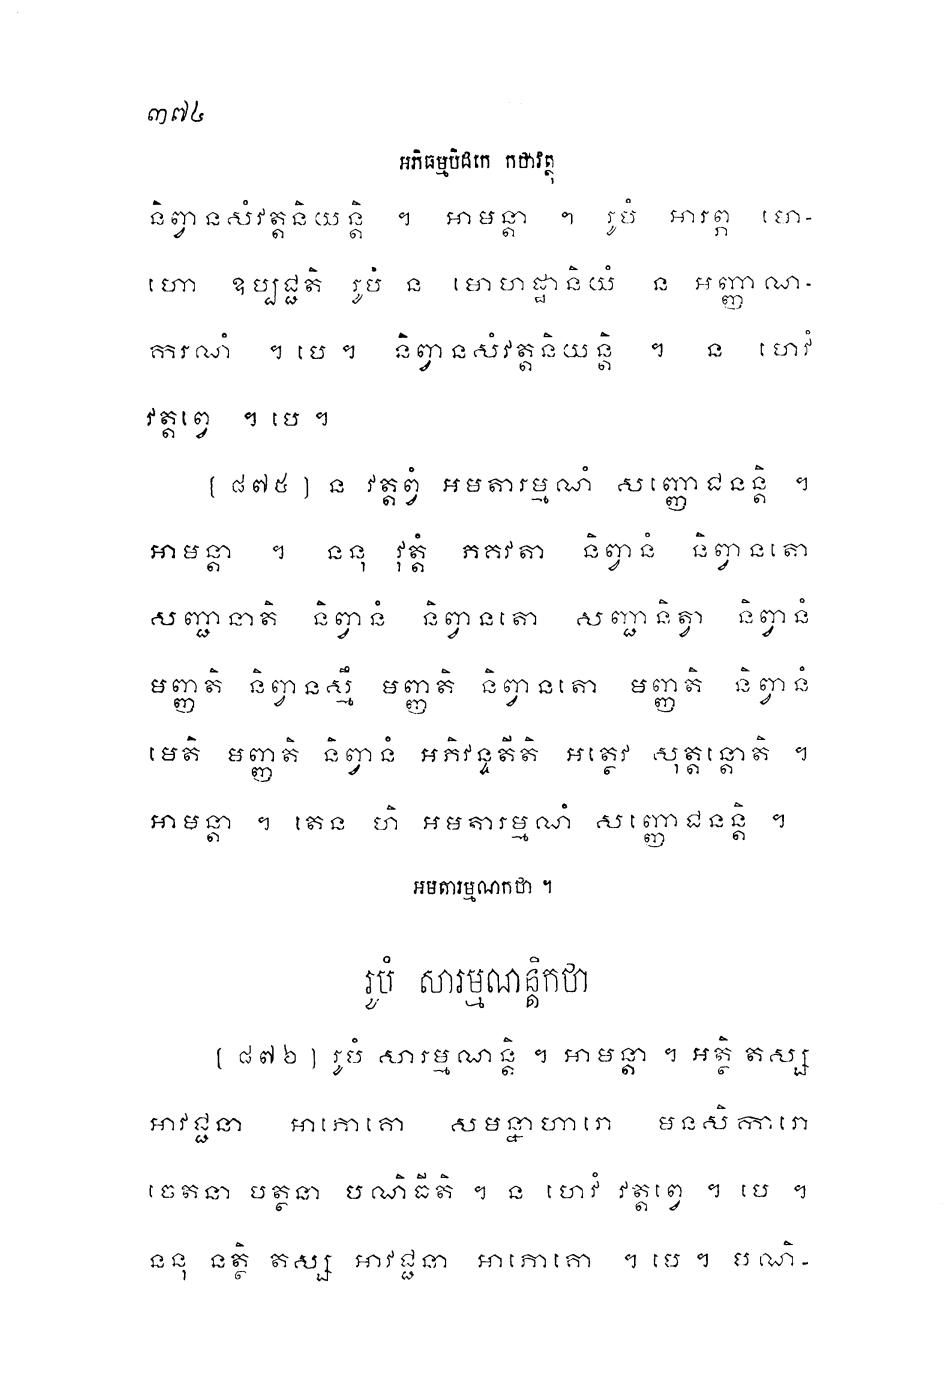 ៣៧៤
អភិធម្មបិដកេ កថាវត្ថុ
និព្វានសំវត្តនិយន្តិ ។ អាមន្តា ។ រូបំ អារព្ភ មោ-
ហោ ឧប្បជ្ជតិ រូបំ ន មោហដ្ឋានិយំ ន អញ្ញាណ-
ករណំ ។ បេ ។ និព្វានសំវត្តនិយន្តិ ។ ន ហេវំ
វត្តព្វេ ។ បេ ។
[ ៨៧៥ ] ន វត្តព្វំ អមតារម្មណំ សញ្ញោជនន្តិ ។
អាមន្តា ។ ននុ វុត្តំ ភគវតា និព្វានំ និព្វានតោ
សញ្ជានាតិ និព្វានំ និព្វានតោ សញ្ជានិត្វា និព្វានំ
មញ្ញតិ និព្វានស្មឹ មញ្ញតិ និព្វានតោ មញ្ញតិ និព្វានំ
មេតិ មញ្ញតិ និព្វានំ អភិវន្ទតីតិ អត្ថេវ សុត្តន្តោតិ ។
អាមន្តា ។ តេន ហិ អមតារម្មណំ សញ្ញោជនន្តិ ។
អមតារម្មណកថា ។
រូបំ សារម្មណន្តិកថា
[ ៨៧៦ ] រូបំ សារម្មណន្តិ ។ អាមន្តា ។ អត្ថិ តស្ស
អាវជ្ជនា អាភោគោ សមន្នាហារោ មនសិការោ
ចេតនា បត្ថនា បណិធីតិ ។ ន ហេវំ វត្តព្វេ ។ បេ ។
ននុ នត្ថិ តស្ស អាវជ្ជនា អាភោគោ ។ បេ ។ បណិ-